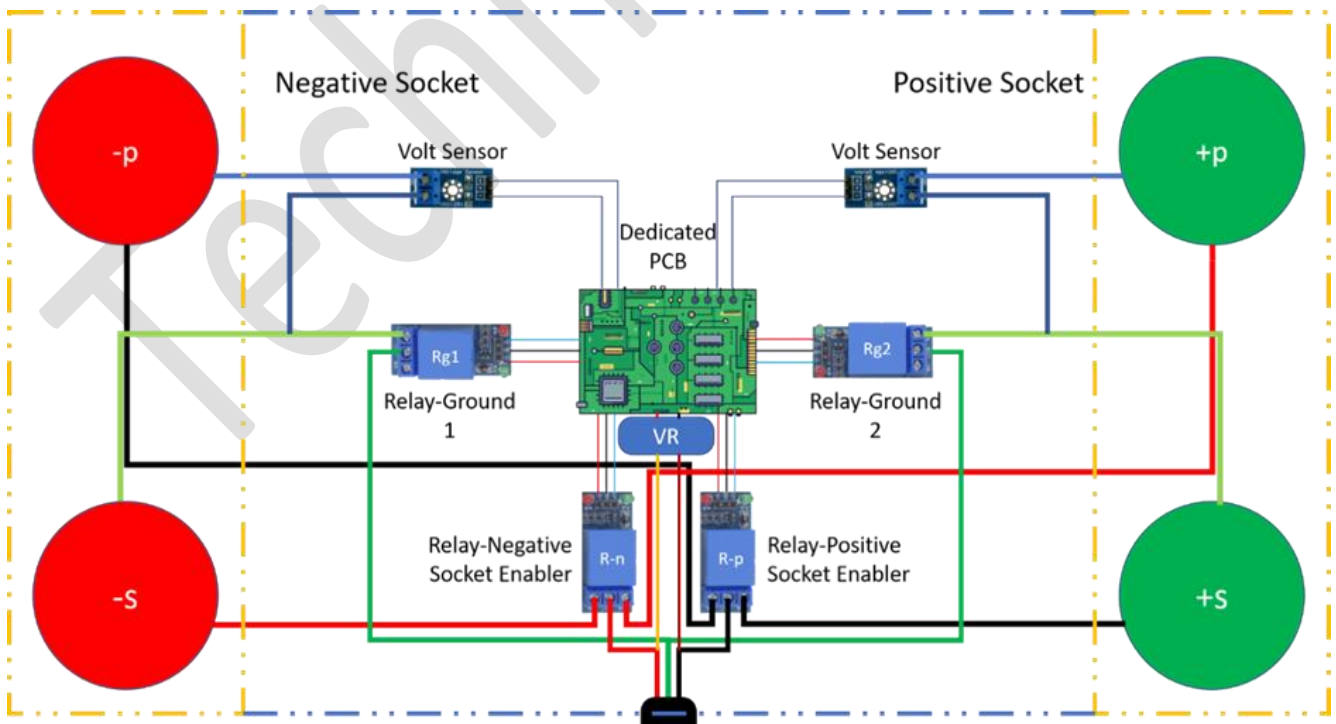 Techn
Negative Socket
Positive Socket
-p
+p
Volt Sensor
Volt Sensor
Dedicated
PCB
Rg1
Rg2
Relay-Ground
1
Relay-Ground
2
VR
Relay-Negative
Socket Enabler
R-n
R-p
Relay-Positive
Socket Enabler
-s
+s